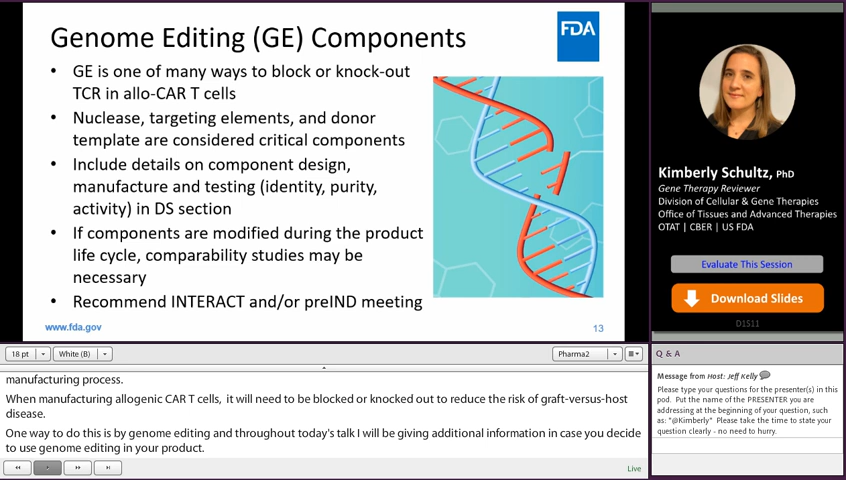 Genome Editing (GE) Components
FDA
• GE is one of many ways to block or knock-out
TCR in allo-CAR T cells
• Nuclease, targeting elements, and donor
template are considered critical components
• Include details on component design,
manufacture and testing (identity, purity,
activity) in DS section
• If components are modified during the product
life cycle, comparability studies may be
necessary
• Recommend INTERACT and/or preIND meeting
www.fda.gov
13
Kimberly Schultz, PhD
Gene Therapy Reviewer
Division of Cellular & Gene Therapies
Office of Tissues and Advanced Therapies
OTAT | CBER | US FDA
Evaluate This Session
Download Slides
D1511
18 pt
White (B)
Pharma2
manufacturing process.
When manufacturing allogenic CAR T cells, it will need to be blocked or knocked out to reduce the risk of graft-versus-host
disease.
One way to do this is by genome editing and throughout today's talk I will be giving additional information in case you decide
to use genome editing in your product.
Live
Q & A
Message from Host: Jeff Kelly
Please type your questions for the presenter(s) in this
pod. Put the name of the PRESENTER you are
addressing at the beginning of your question, such
as: "@Kimberly" Please take the time to state your
question clearly - no need to hurry.